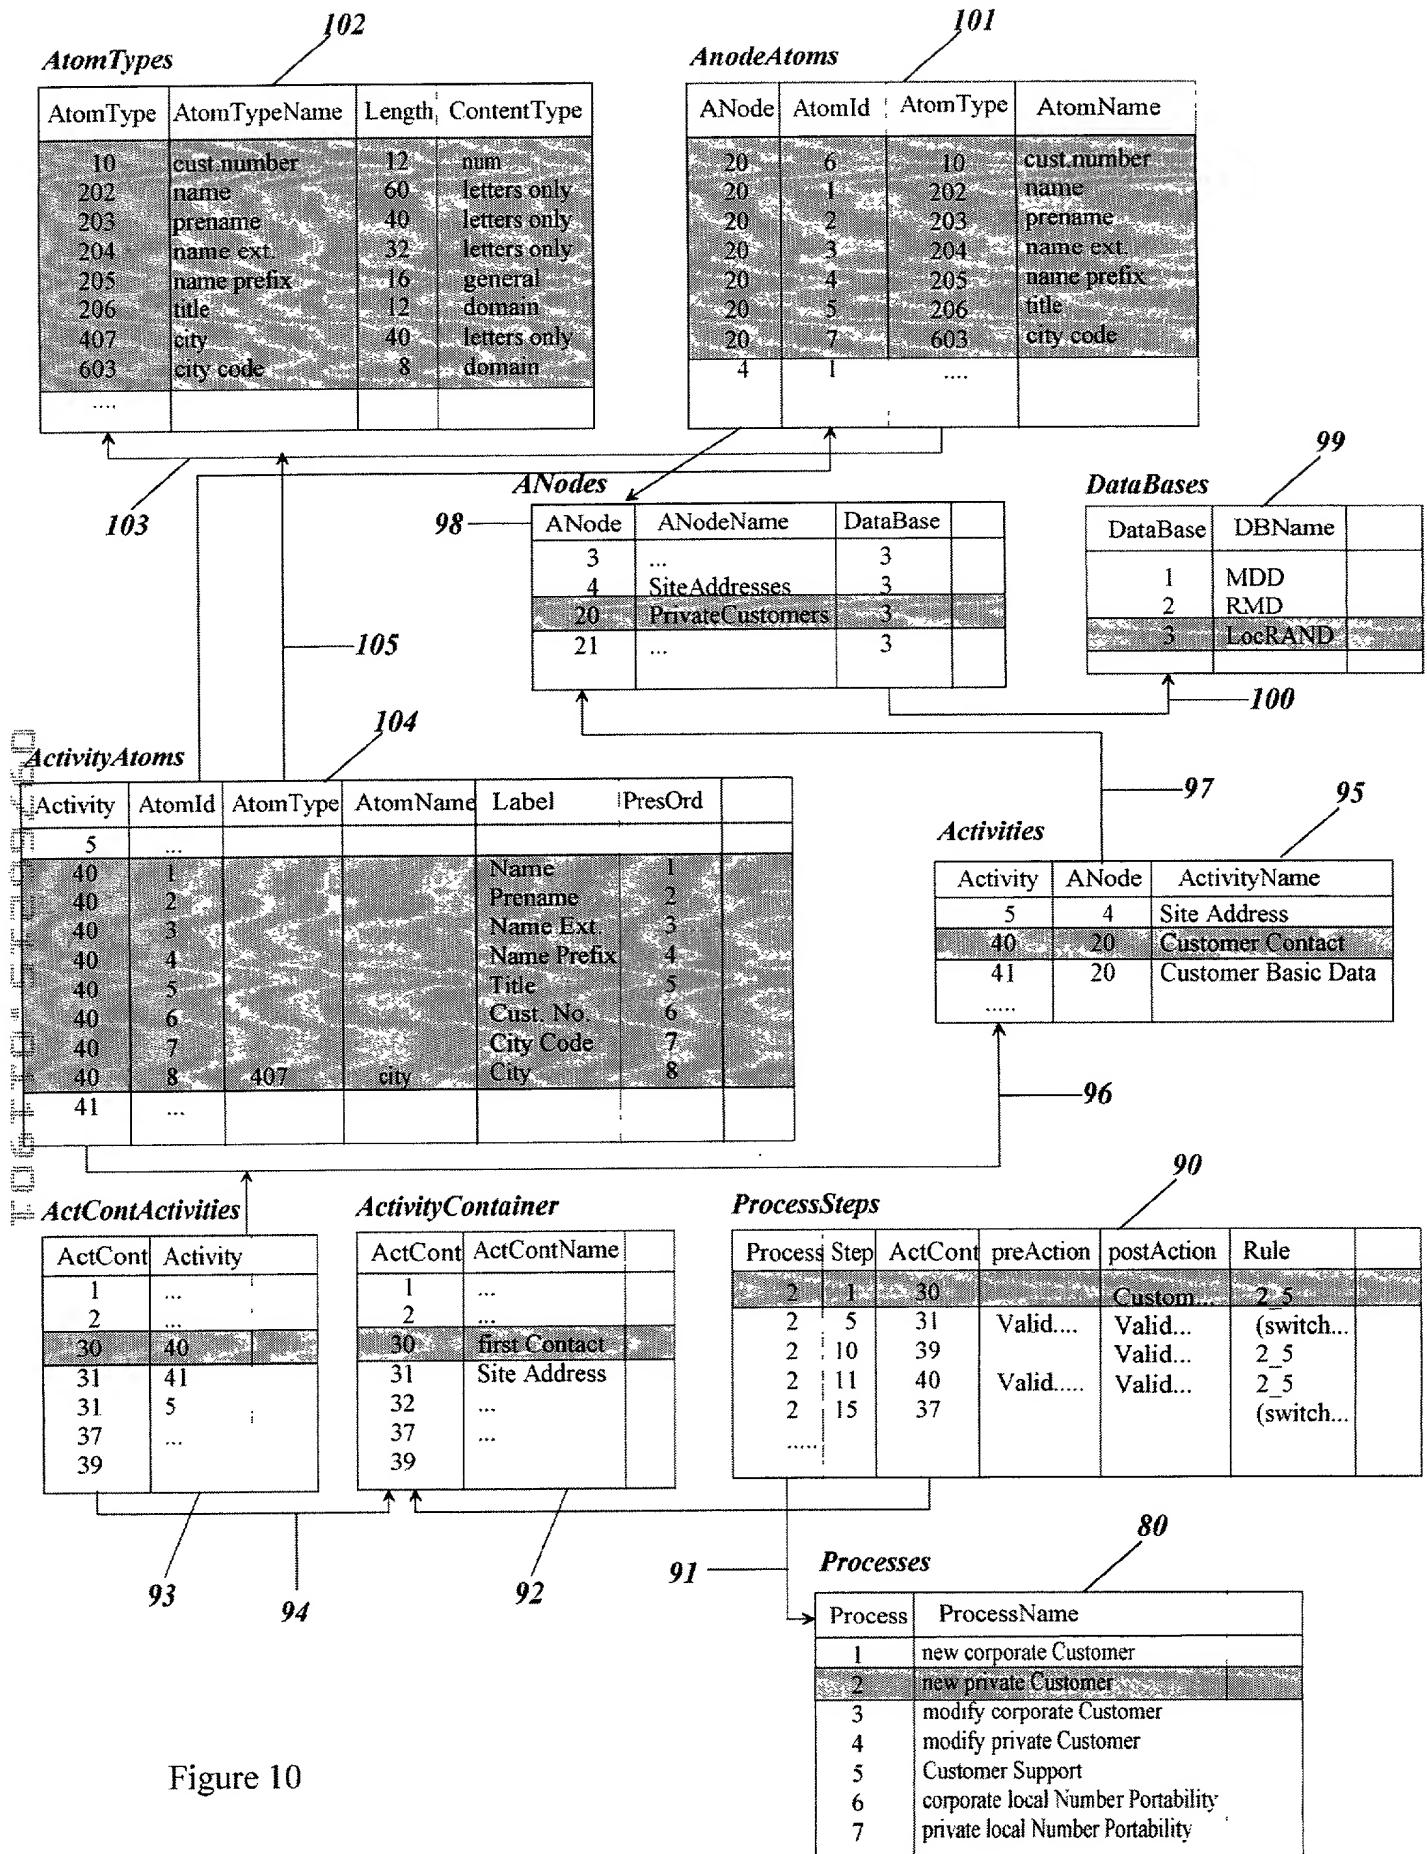 102
101
AtomTypes
AnodeAtoms
AtomType AtomTypeName Length ContentType
10 cust.number 12 num
202 name 60 letters only
203 prename 40 letters only
204 name ext. 32 letters only
205 name prefix 16 general
206 title 12 domain
407 city 40 letters only
603 city code 8 domain
....
ANode AtomId AtomType AtomName
20 6 10 cust.number
20 1 202 name
20 2 203 prename
20 3 204 name ext.
20 4 205 name prefix
20 5 206 title
20 7 603 city code
4 1 ....
103
ANodes
98
ANode ANodeName DataBase
3 ... 3
4 SiteAddresses 3
20 PrivateCustomers 3
21 ... 3
99
DataBases
DataBase DBName
1 MDD
2 RMD
3 LocRAND
100
105
104
ActivityAtoms
Activity AtomId AtomType AtomName Label PresOrd
5 ...
40 1 Name 1
40 2 Prename 2
40 3 Name Ext. 3
40 4 Name Prefix 4
40 5 Title 5
40 6 Cust. No. 6
40 7 City Code 7
40 8 407 city City 8
41 ...
97
95
Activities
Activity ANode ActivityName
5 4 Site Address
40 20 Customer Contact
41 20 Customer Basic Data
.....
96
90
ActContActivities
ActCont Activity
1 ...
2 ...
30 40
31 41
31 5
37 ...
39
ActivityContainer
ActCont ActContName
1 ...
2 ...
30 first Contact
31 Site Address
32 ...
37 ...
39
ProcessSteps
Process Step ActCont preAction postAction Rule
2 1 30 Custom... 2_5
2 5 31 Valid.... Valid... (switch...
2 10 39 Valid... 2_5
2 11 40 Valid..... Valid... 2_5
2 15 37 (switch...
.....
93
94
92
91
80
Processes
Process ProcessName
1 new corporate Customer
2 new private Customer
3 modify corporate Customer
4 modify private Customer
5 Customer Support
6 corporate local Number Portability
7 private local Number Portability
Figure 10